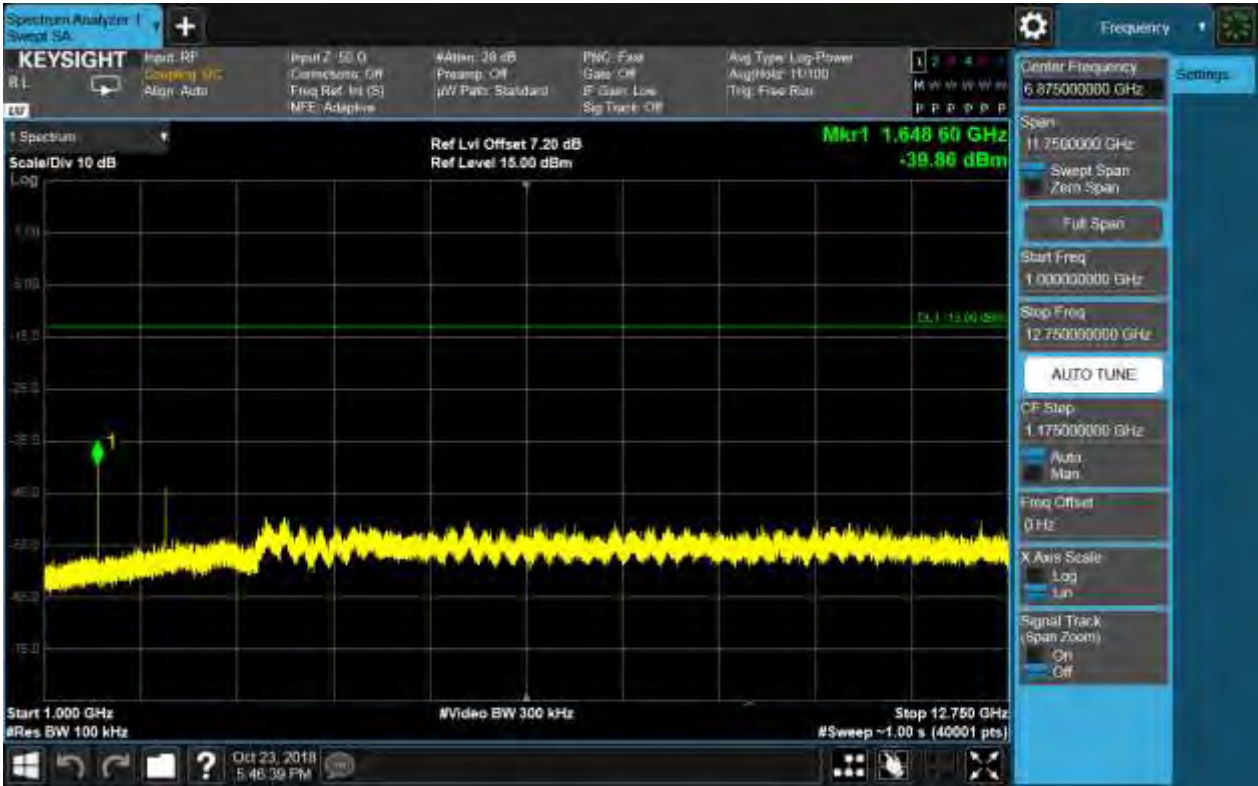 Spectrum Analyzer 1
Swept SA
+
Frequency
KEYSIGHT
Input: RF
Coupling: DC
Align: Auto
Input Z: 50 Ω
Corrections: Off
Freq Ref: Int (S)
NFE: Adaptive
#Atten: 28 dB
Preamp: Off
µW Path: Standard
PNO: Fast
Gate: Off
IF Gain: Low
Sig Track: Off
Avg Type: Log-Power
Avg|Hold: 11/100
Trig: Free Run
M W W W W W
P P P P P P
1 Spectrum
Scale/Div 10 dB
Log
Ref Lvl Offset 7.20 dB
Ref Level 15.00 dBm
Mkr1 1.648 60 GHz
-39.86 dBm
DL1 -13.00 dBm
1
Start 1.000 GHz
#Res BW 100 kHz
#Video BW 300 kHz
Stop 12.750 GHz
#Sweep ~1.00 s (40001 pts)
?
Oct 23, 2018
5:46:39 PM
Center Frequency
6.875000000 GHz
Settings
Span
11.7500000 GHz
Swept Span
Zero Span
Full Span
Start Freq
1.000000000 GHz
Stop Freq
12.750000000 GHz
AUTO TUNE
CF Step
1.175000000 GHz
Auto
Man
Freq Offset
0 Hz
X Axis Scale
Log
Lin
Signal Track
(Span Zoom)
On
Off